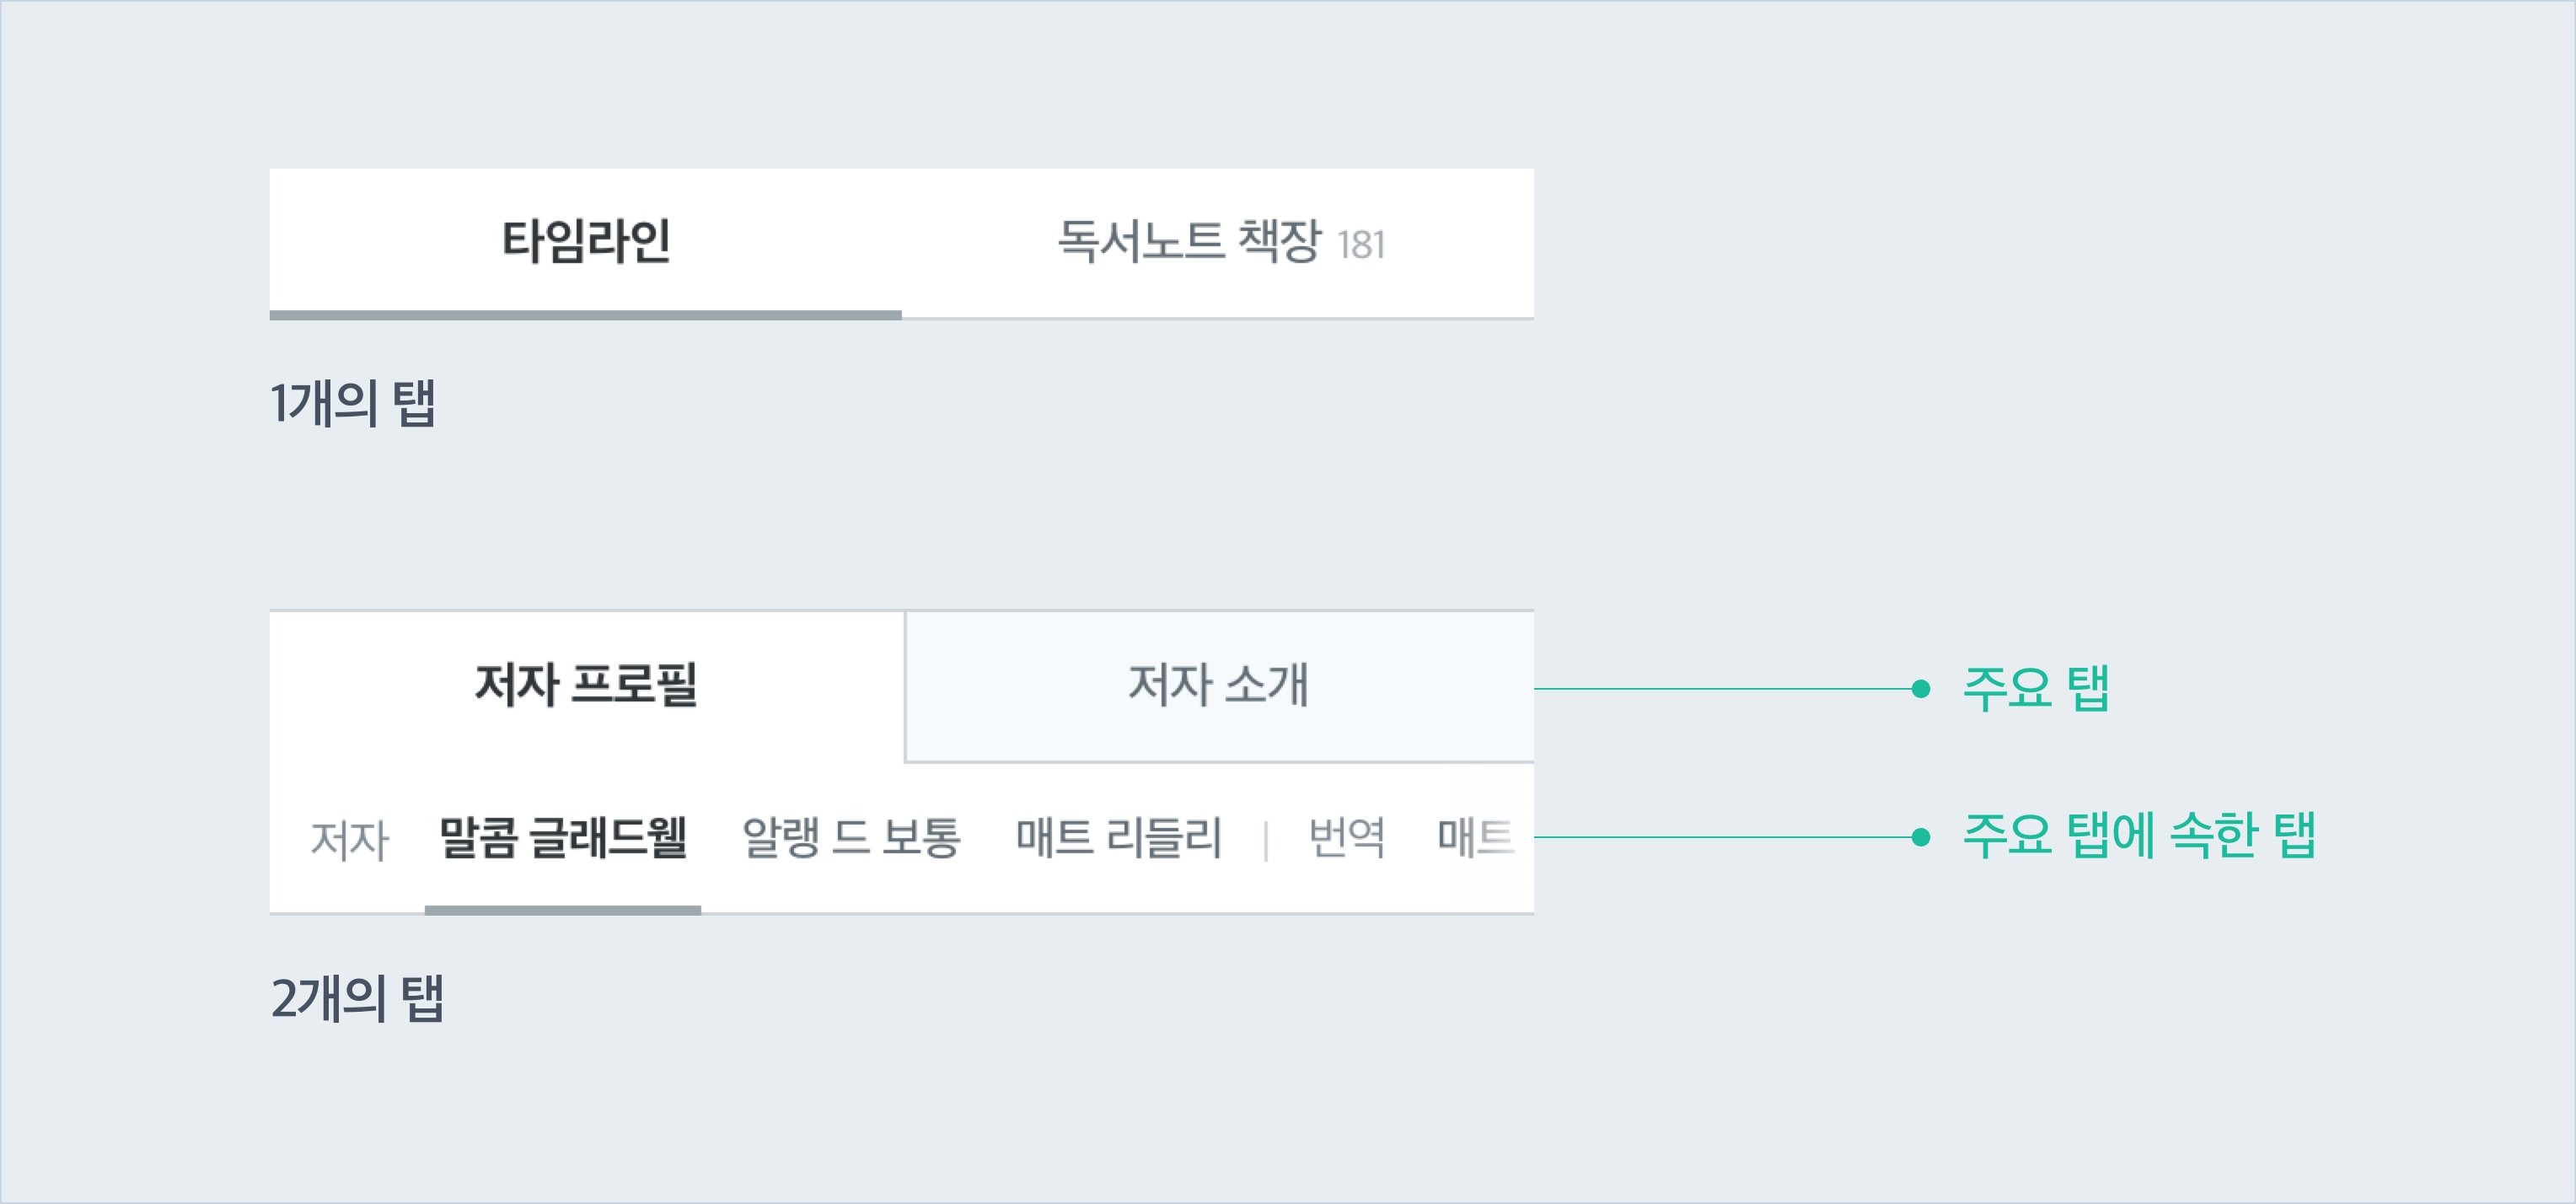 타임라인 독서노트 책장 181
1개의 탭
저자 프로필 저자 소개 주요 탭
저자 말콤 글래드웰 알랭 드 보통 매트 리들리 | 번역 매트 주요 탭에 속한 탭
2개의 탭